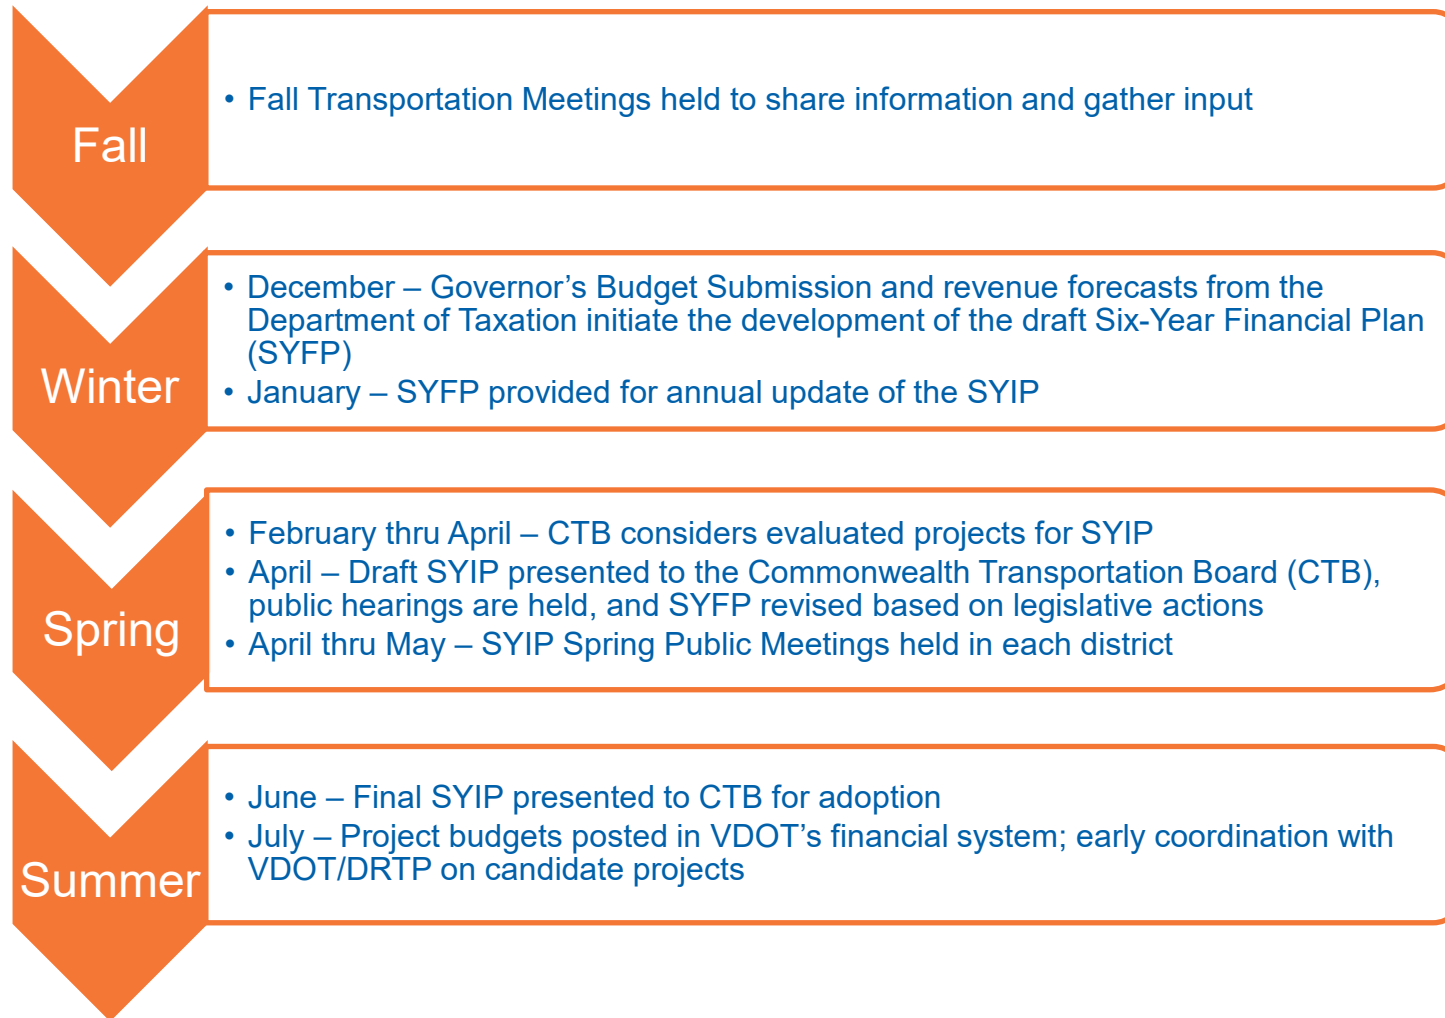 Fall
• Fall Transportation Meetings held to share information and gather input
Winter
• December – Governor’s Budget Submission and revenue forecasts from the
Department of Taxation initiate the development of the draft Six-Year Financial Plan
(SYFP)
• January – SYFP provided for annual update of the SYIP
Spring
• February thru April – CTB considers evaluated projects for SYIP
• April – Draft SYIP presented to the Commonwealth Transportation Board (CTB),
public hearings are held, and SYFP revised based on legislative actions
• April thru May – SYIP Spring Public Meetings held in each district
Summer
• June – Final SYIP presented to CTB for adoption
• July – Project budgets posted in VDOT’s financial system; early coordination with
VDOT/DRTP on candidate projects